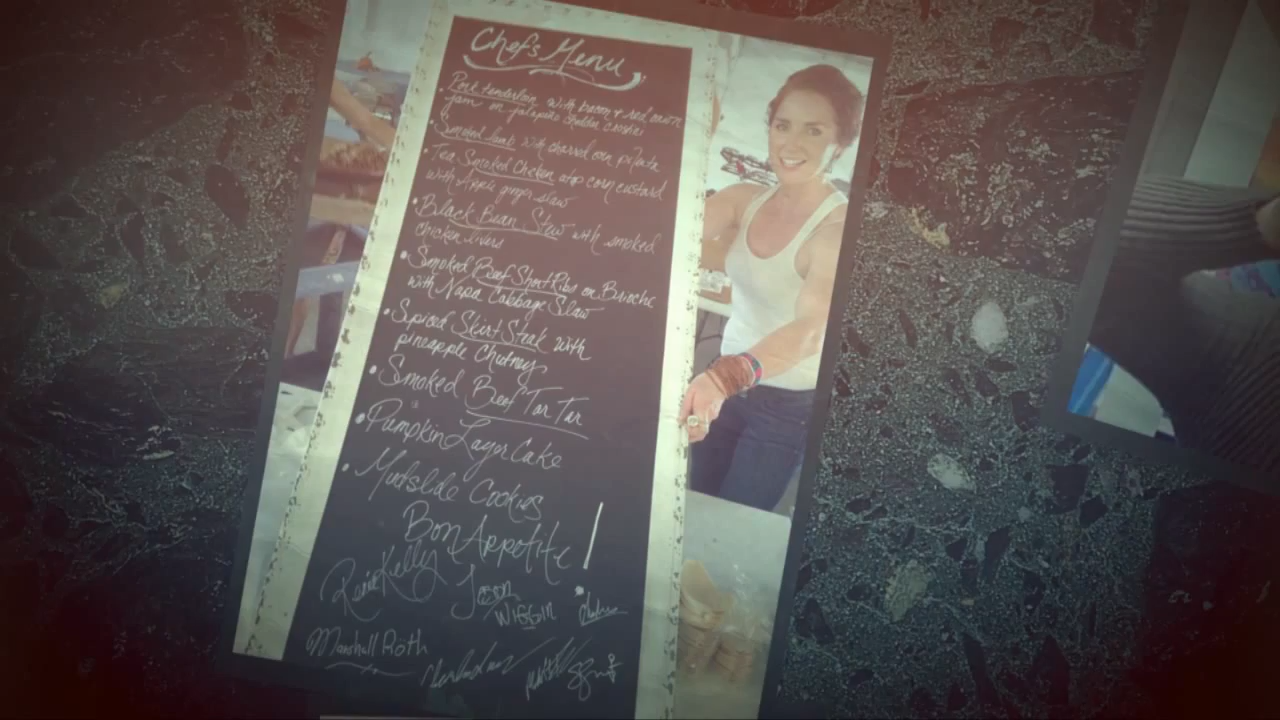 Chef's Menu
• Pork tenderloin with bacon + red onion
jam on jalapeño cheddar crostini
• Smoked lamb with charred corn
• Tea Smoked Chicken atop corn custard
with Apple ginger slaw
• Black Bean Stew with smoked
chicken livers
• Smoked Beef Short Ribs on Brioche
with Napa Cabbage Slaw
• Spiced Skirt Steak with
pineapple Chutney
• Smoked Beef Tar Tar
• Pumpkin Layer Cake
• Mudslide Cookies
Bon Appetite!
Kelly Jason
Marshall Roth